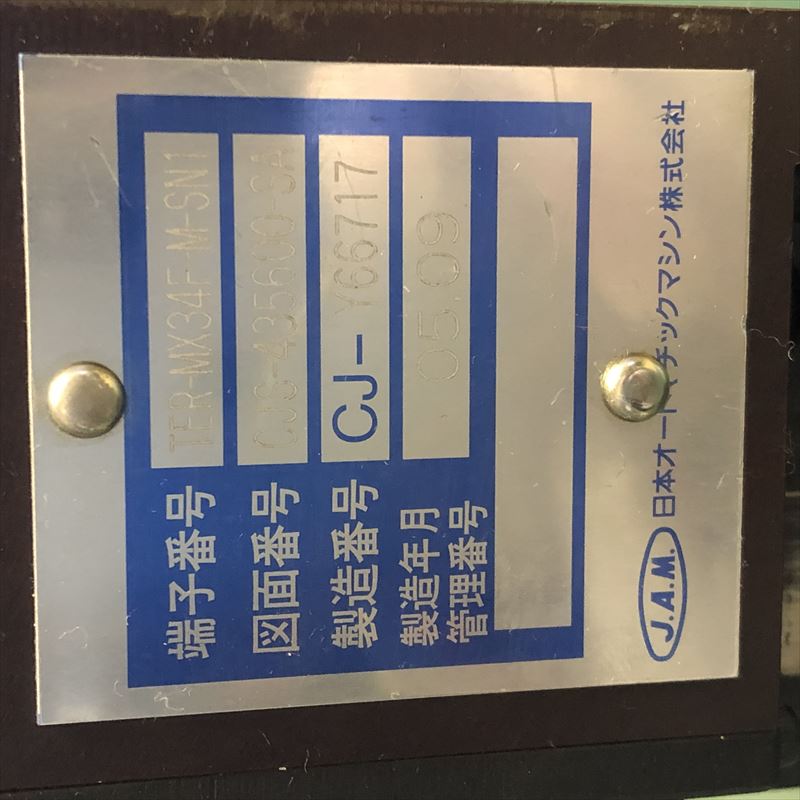 端子番号 TER-MX34F-M-SN1
図面番号 CJS-435600-SA
製造番号 CJ-Y66717
製造年月 05.09
管理番号
J.A.M. 日本オートマチックマシン株式会社